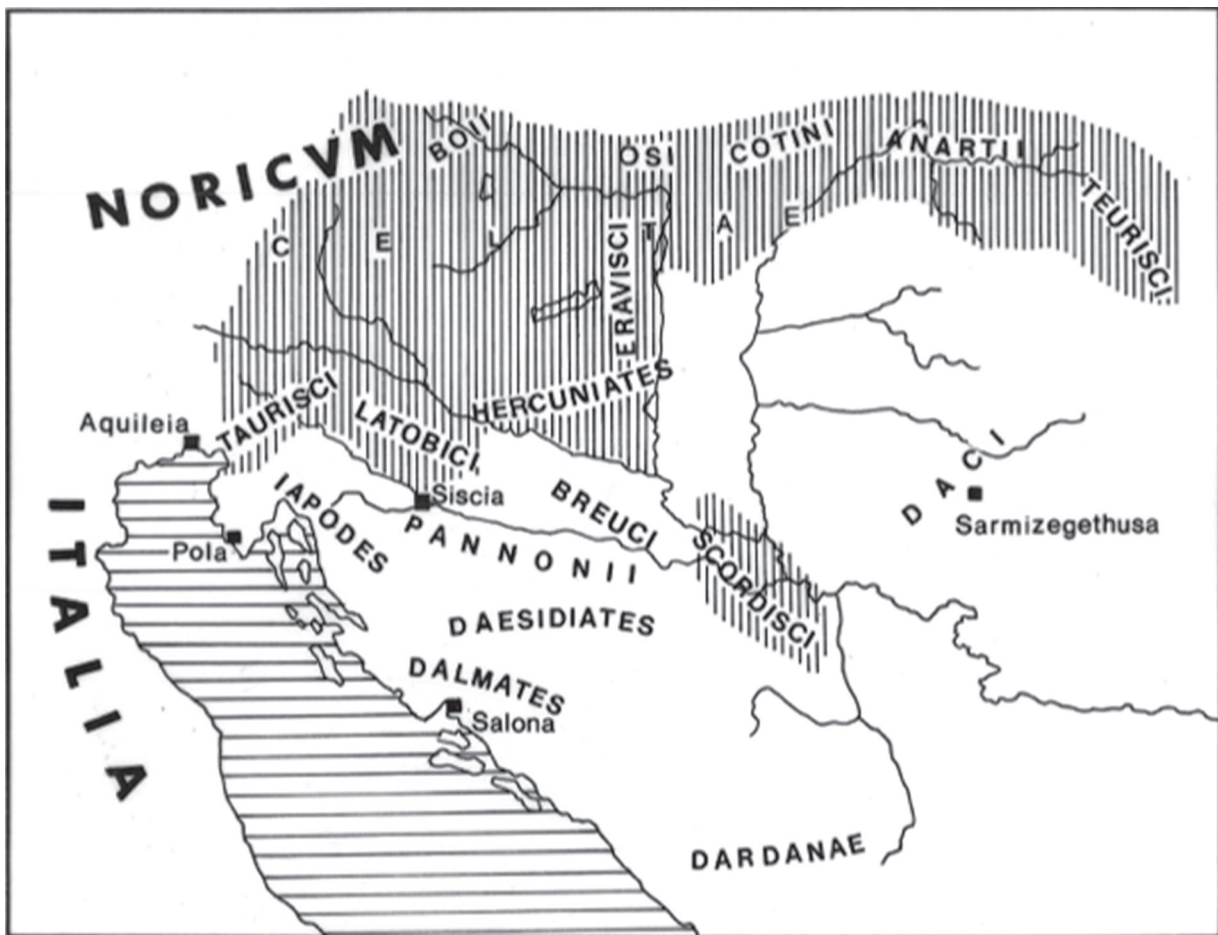 NORICVM
BOII
OSI
COTINI
ANARTII
TEURISCI
CELTAE
ERAVISCI
HERCUNIATES
TAURISCI
LATOBICI
Aquileia
Siscia
IAPODES
BREUCI
PANNONII
SCORDISCI
DACI
Sarmizegethusa
Pola
ITALIA
DAESIDIATES
DALMATES
Salona
DARDANAE